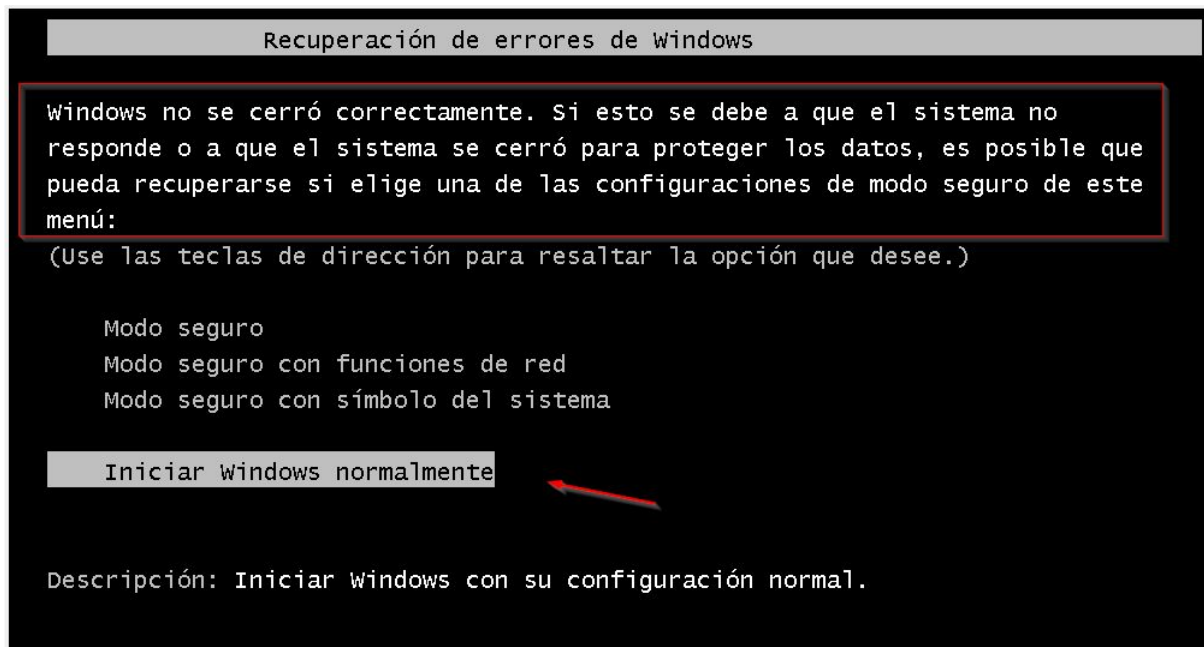 Recuperación de errores de Windows
Windows no se cerró correctamente. Si esto se debe a que el sistema no
responde o a que el sistema se cerró para proteger los datos, es posible que
pueda recuperarse si elige una de las configuraciones de modo seguro de este
menú:
(Use las teclas de dirección para resaltar la opción que desee.)
Modo seguro
Modo seguro con funciones de red
Modo seguro con símbolo del sistema
Iniciar Windows normalmente
Descripción: Iniciar Windows con su configuración normal.